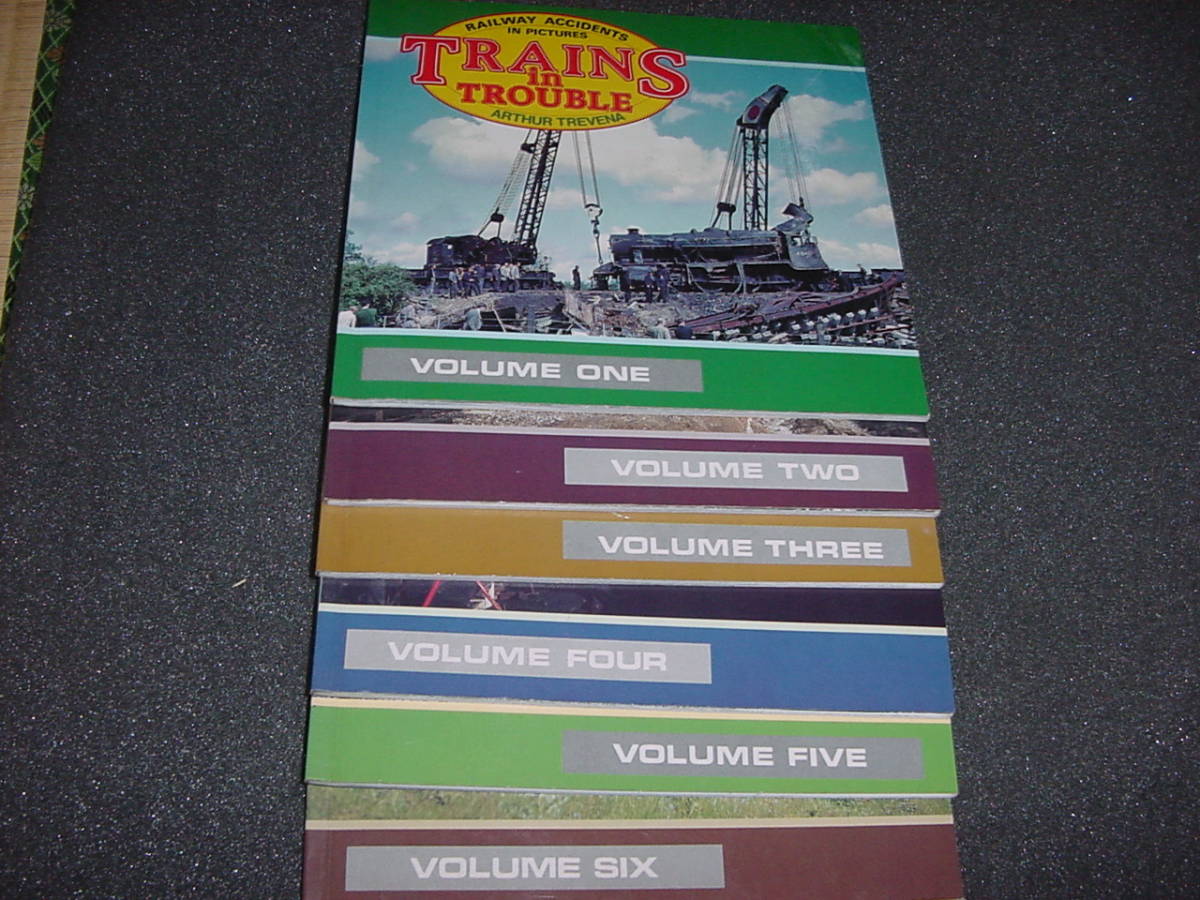 RAILWAY ACCIDENTS
IN PICTURES
TRAINS
in
TROUBLE
ARTHUR TREVENA
VOLUME ONE
VOLUME TWO
VOLUME THREE
VOLUME FOUR
VOLUME FIVE
VOLUME SIX